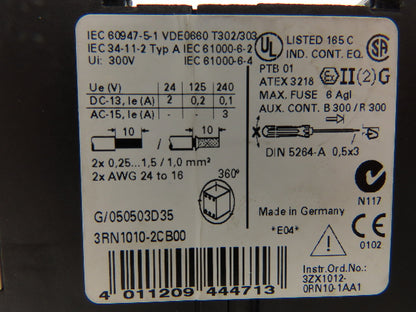 IEC 60947-5-1 VDE0660 T302/303
IEC 34-11-2 Typ A IEC 61000-6-2
Ui: 300V IEC 61000-6-4
Ue (V) 24 125 240
DC-13, Ie (A) 2 0,2 0,1
AC-15, Ie (A) - - 3
10 / 10
2x 0,25...1,5 / 1,0 mm²
2x AWG 24 to 16
360°
G/050503D35
3RN1010-2CB00
4 011209 444713
UL LISTED 165 C
IND. CONT. EQ. SA
PTB 01
ATEX 3218 Ex II (2) G
MAX. FUSE 6 Agl
AUX. CONT. B 300 / R 300
DIN 5264-A 0,5x3
N117
Made in Germany
*E04*
CE
0102
Instr.Ord.No.:
3ZX1012-
0RN10-1AA1